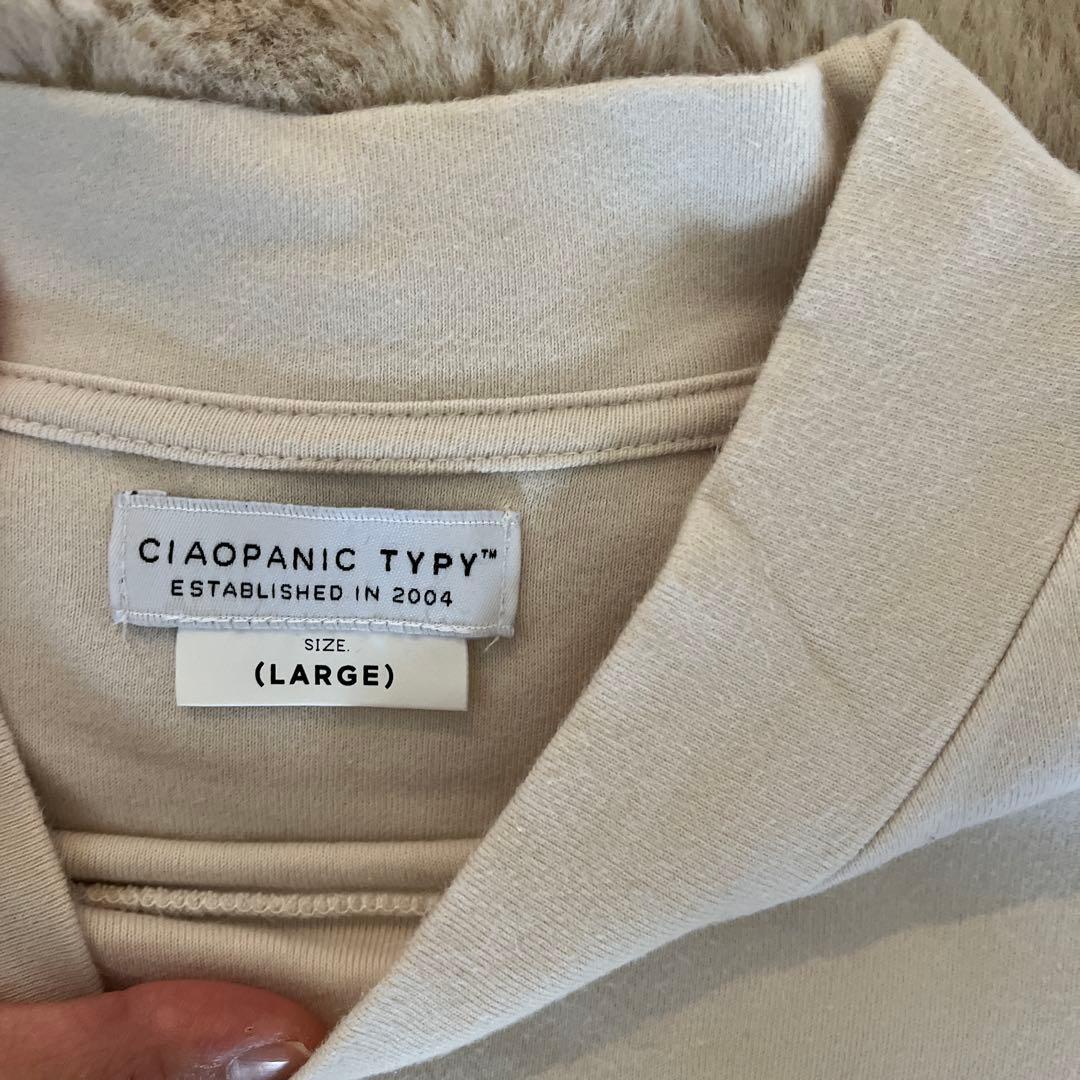 CIAOPANIC TYPY™
ESTABLISHED IN 2004
SIZE.
(LARGE)